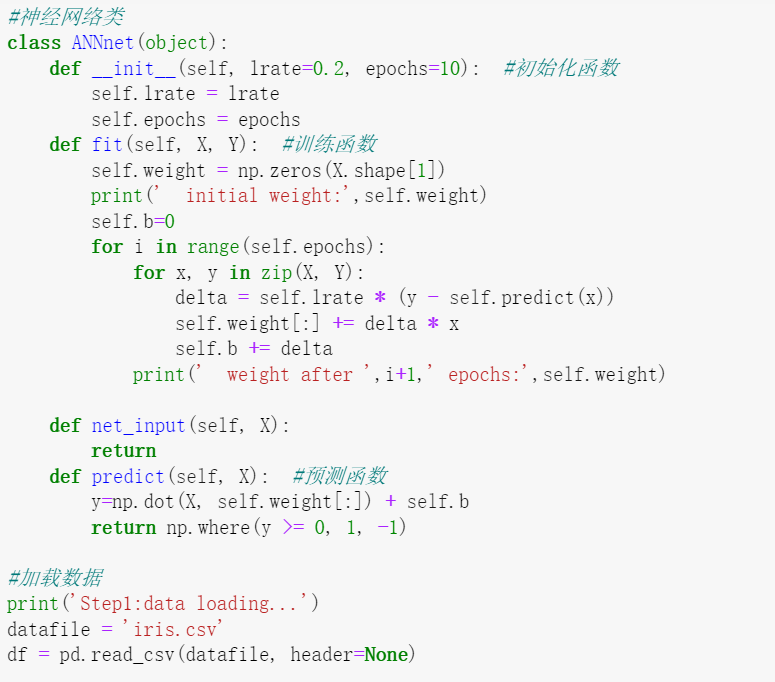 #神经网络类
class ANNnet(object):
    def __init__(self, lrate=0.2, epochs=10):  #初始化函数
        self.lrate = lrate
        self.epochs = epochs
    def fit(self, X, Y):  #训练函数
        self.weight = np.zeros(X.shape[1])
        print('  initial weight:',self.weight)
        self.b=0
        for i in range(self.epochs):
            for x, y in zip(X, Y):
                delta = self.lrate * (y - self.predict(x))
                self.weight[:] += delta * x
                self.b += delta
            print('  weight after ',i+1,' epochs:',self.weight)
    def net_input(self, X):
        return
    def predict(self, X):  #预测函数
        y=np.dot(X, self.weight[:]) + self.b
        return np.where(y >= 0, 1, -1)
#加载数据
print('Step1:data loading...')
datafile = 'iris.csv'
df = pd.read_csv(datafile, header=None)